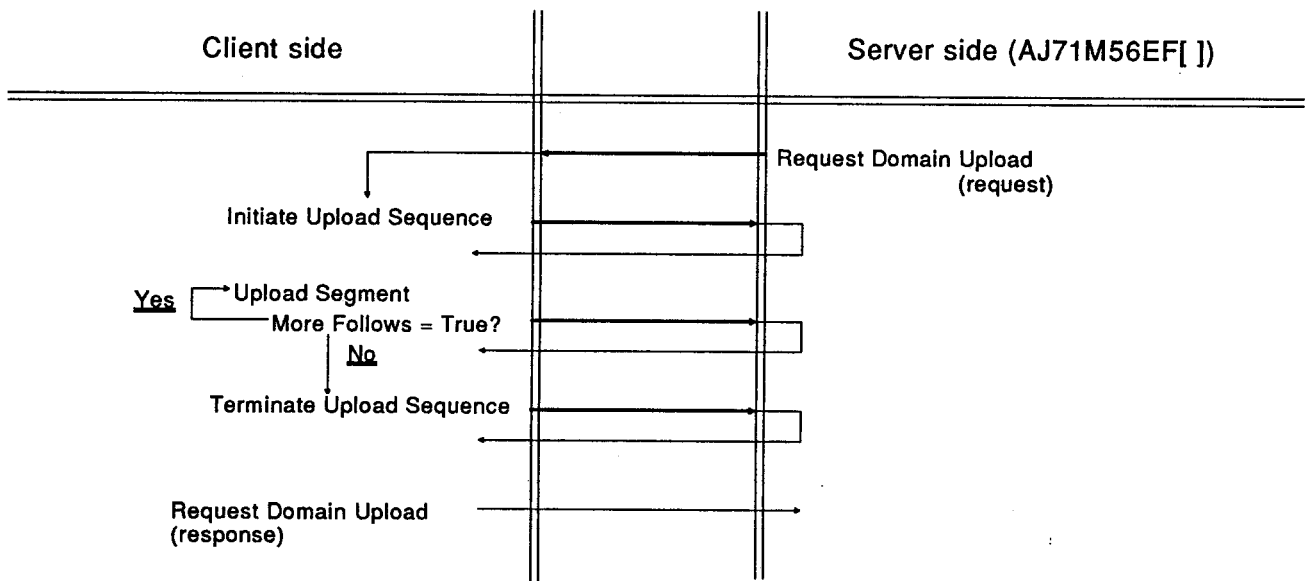 Client side
Server side (AJ71M56EF[ ])
Request Domain Upload
(request)
Initiate Upload Sequence
Upload Segment
Yes
More Follows = True?
No
Terminate Upload Sequence
Request Domain Upload
(response)